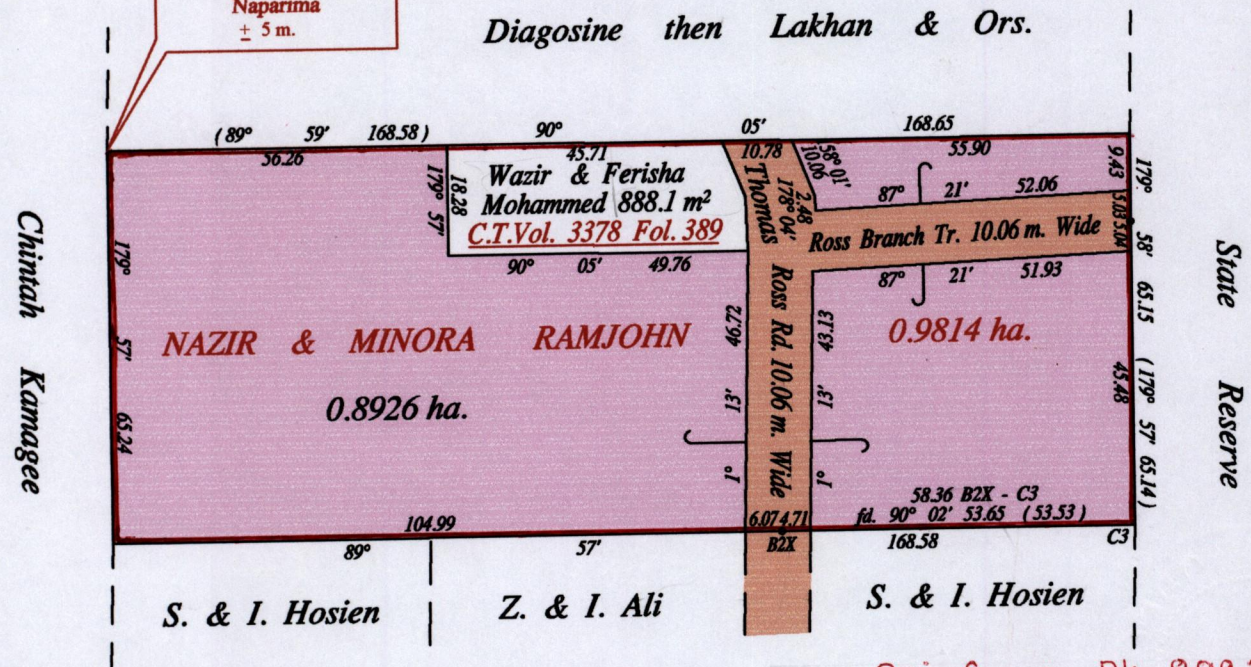 Naparima
± 5 m.
Diagosine then Lakhan & Ors.
( 89° 59' 168.58 ) 90° 05' 168.65
56.26 45.71 10.78 55.90
58° 01'
10.06
9.43
179° 57'
18.28
Wazir & Ferisha
Mohammed 888.1 m²
C.T.Vol. 3378 Fol. 389
90° 05' 49.76
Thomas Ross Rd. 10.06 m. Wide
178° 04'
2.48
87° 21' 52.06
Ross Branch Tr. 10.06 m. Wide
5.03 5.04
87° 21' 51.93
179° 58' 65.15 ( 179° 57' 65.14 )
45.48
Chintah Kamagee
179° 57' 65.24
NAZIR & MINORA RAMJOHN
0.8926 ha.
1° 13' 46.72
1° 13' 43.13
0.9814 ha.
State Reserve
58.36 B2X - C3
fd. 90° 02' 53.65 ( 53.53 )
104.99 6.07 4.71
89° 57' B2X 168.58 C3
S. & I. Hosien
Z. & I. Ali
S. & I. Hosien